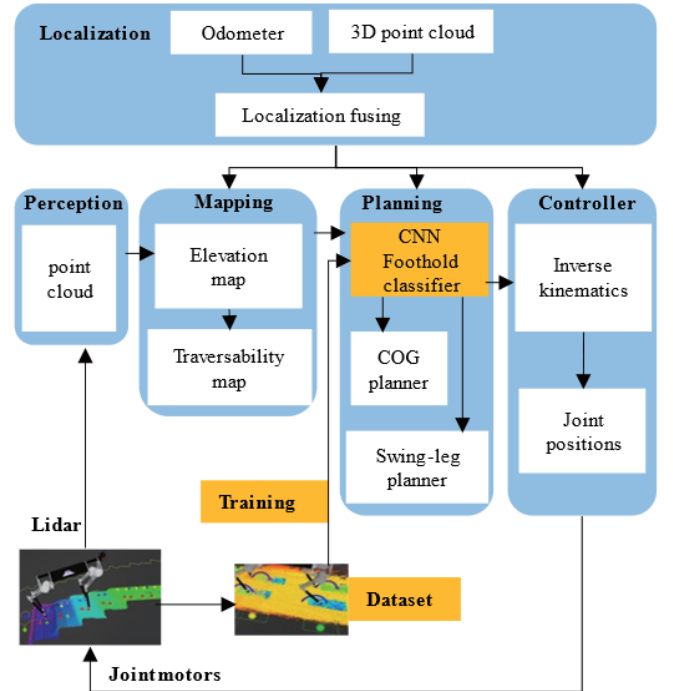 Localization
Odometer
3D point cloud
Localization fusing
Perception
Mapping
Planning
Controller
point
cloud
Elevation
map
CNN
Foothold
classifier
Inverse
kinematics
Traversability
map
COG
planner
Joint
positions
Swing-leg
planner
Training
Lidar
Dataset
Jointmotors